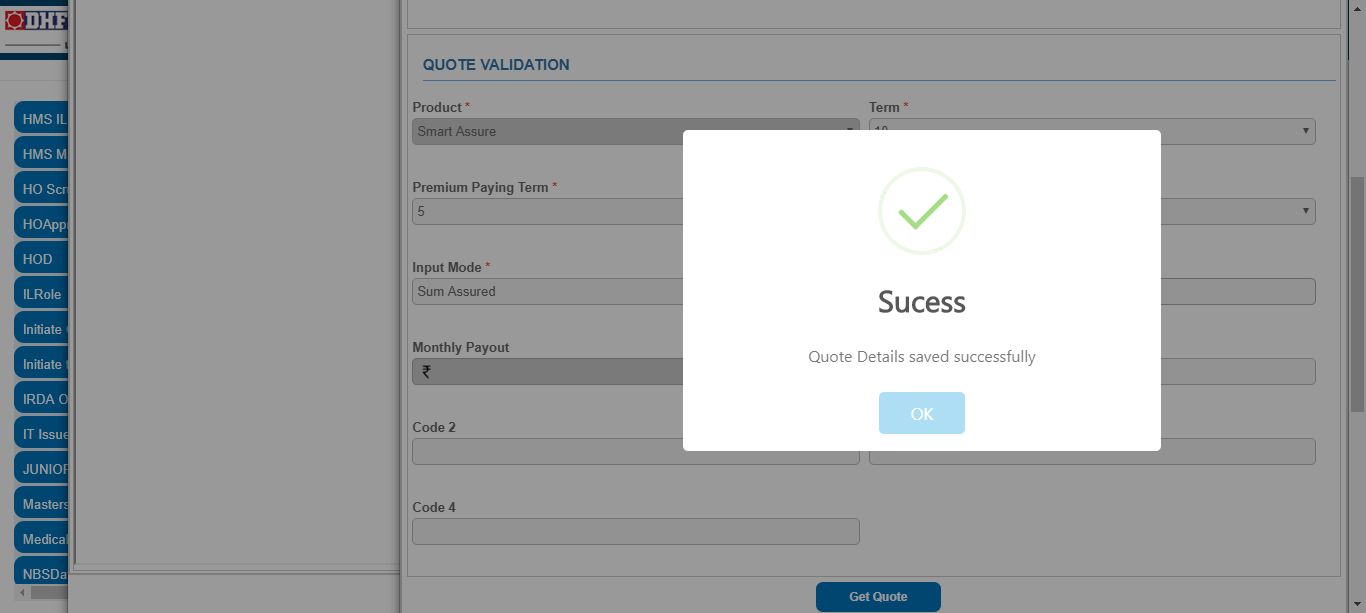 DHF
HMS IL
HMS M
HO Scr
HOAppr
HOD
ILRole
Initiate
Initiate
IRDA O
IT Issue
JUNIOR
Masters
Medical
NBSDa
QUOTE VALIDATION
Product *
Term *
Smart Assure
10
Premium Paying Term *
5
Input Mode *
Sum Assured
Monthly Payout
₹
Code 2
Code 4
Get Quote
Sucess
Quote Details saved successfully
OK